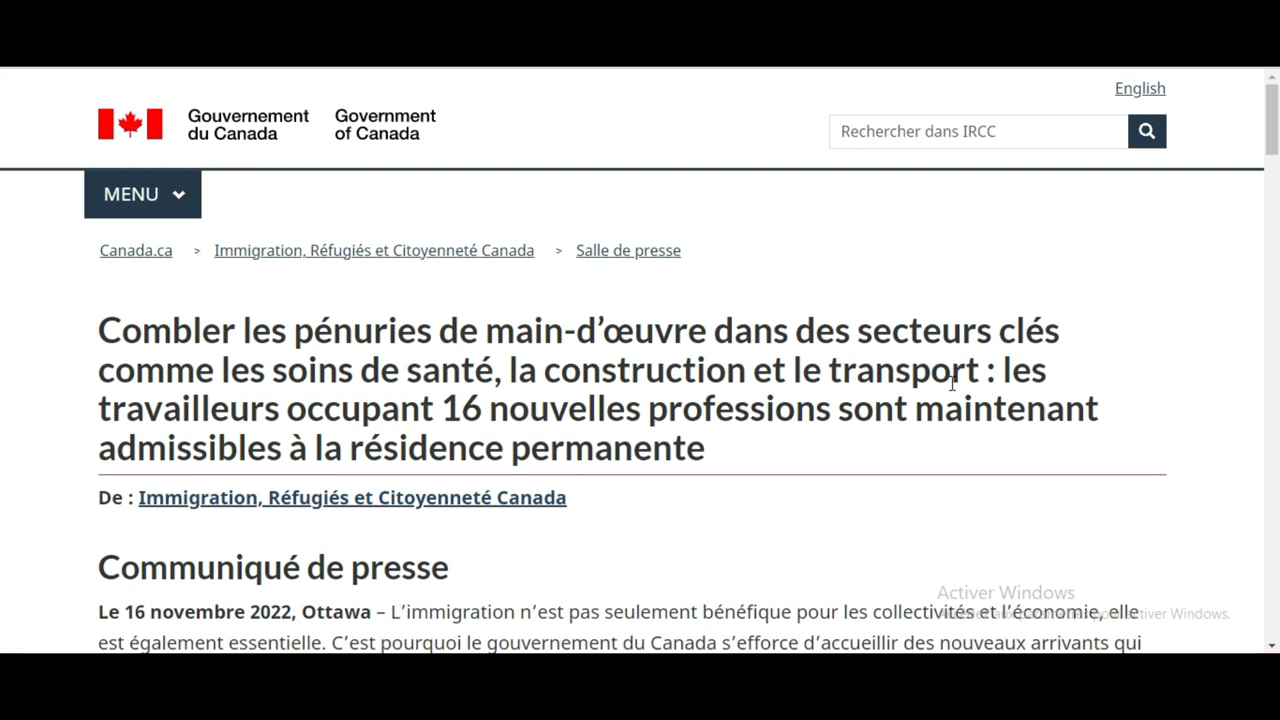 English
Gouvernement du Canada
Government of Canada
Rechercher dans IRCC
MENU
Canada.ca > Immigration, Réfugiés et Citoyenneté Canada > Salle de presse
Combler les pénuries de main-d’œuvre dans des secteurs clés
comme les soins de santé, la construction et le transport : les
travailleurs occupant 16 nouvelles professions sont maintenant
admissibles à la résidence permanente
De : Immigration, Réfugiés et Citoyenneté Canada
Communiqué de presse
Activer Windows
Le 16 novembre 2022, Ottawa – L’immigration n’est pas seulement bénéfique pour les collectivités et l’économie, elle
est également essentielle. C’est pourquoi le gouvernement du Canada s’efforce d’accueillir des nouveaux arrivants qui
Activer Windows.